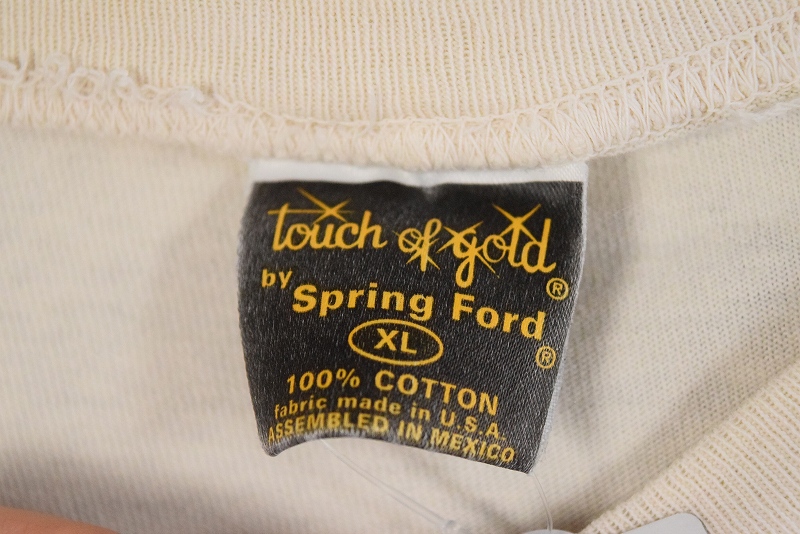 touch of gold®
by Spring Ford®
XL
100% COTTON
fabric made in U.S.A.
ASSEMBLED IN MEXICO